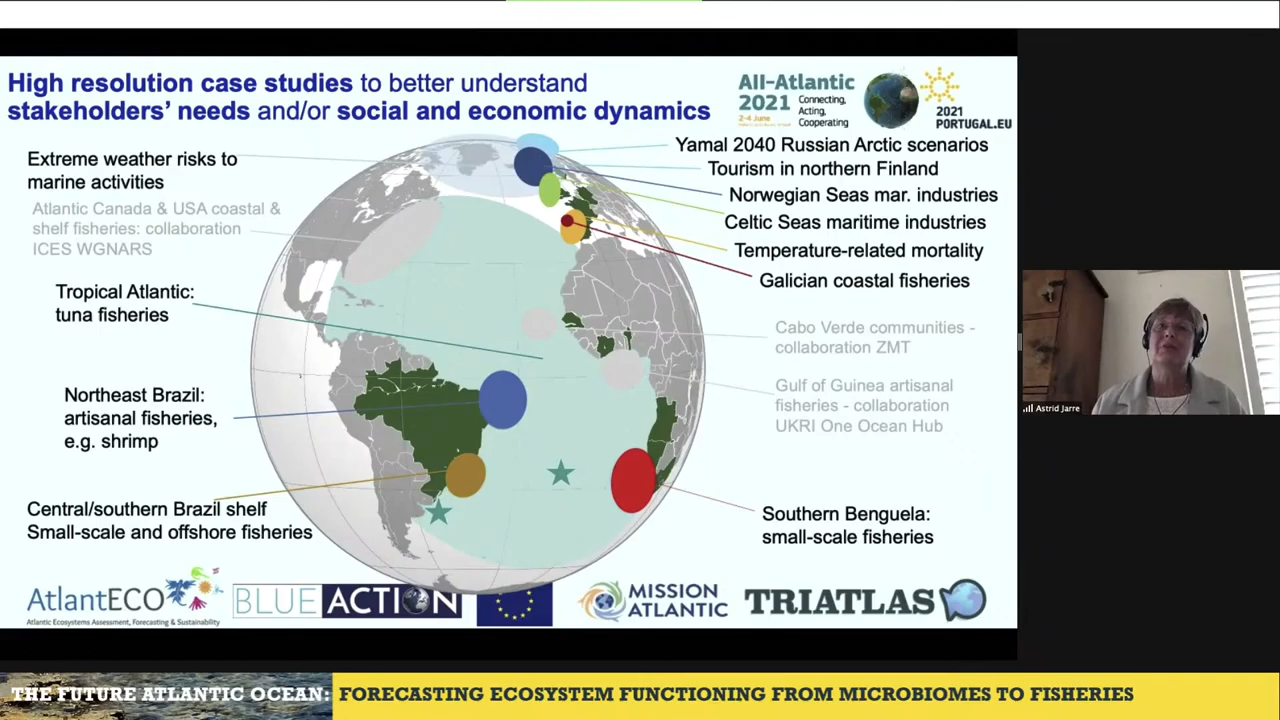 High resolution case studies to better understand
stakeholders' needs and/or social and economic dynamics
All-Atlantic
2021
2-4 June
Connecting,
Acting,
Cooperating
2021
PORTUGAL.EU
Extreme weather risks to
marine activities
Atlantic Canada & USA coastal &
shelf fisheries: collaboration
ICES WGNARS
Tropical Atlantic:
tuna fisheries
Northeast Brazil:
artisanal fisheries,
e.g. shrimp
Central/southern Brazil shelf
Small-scale and offshore fisheries
Yamal 2040 Russian Arctic scenarios
Tourism in northern Finland
Norwegian Seas mar. industries
Celtic Seas maritime industries
Temperature-related mortality
Galician coastal fisheries
Cabo Verde communities -
collaboration ZMT
Gulf of Guinea artisanal
fisheries - collaboration
UKRI One Ocean Hub
Southern Benguela:
small-scale fisheries
Astrid Jarre
AtlantECO
Atlantic Ecosystems Assessment, Forecasting & Sustainability
BLUE ACTION
MISSION
ATLANTIC
TRIATLAS
THE FUTURE ATLANTIC OCEAN: FORECASTING ECOSYSTEM FUNCTIONING FROM MICROBIOMES TO FISHERIES